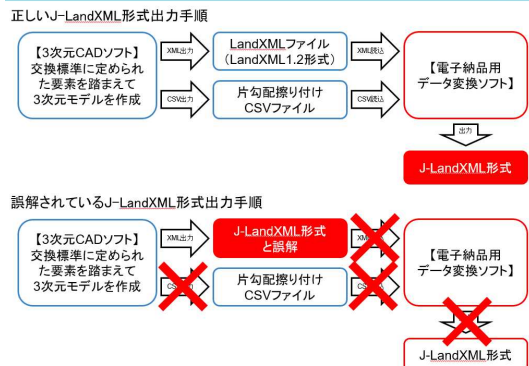 正しいJ-LandXML形式出力手順
【3次元CADソフト】
交換標準に定められ
た要素を踏まえて
3次元モデルを作成
XML出力
LandXMLファイル
(LandXML1.2形式)
XML読込
CSV出力
片勾配擦り付け
CSVファイル
CSV読込
【電子納品用
データ変換ソフト】
出力
J-LandXML形式
誤解されているJ-LandXML形式出力手順
【3次元CADソフト】
交換標準に定められ
た要素を踏まえて
3次元モデルを作成
XML出力
J-LandXML形式
と誤解
片勾配擦り付け
CSVファイル
【電子納品用
データ変換ソフト】
J-LandXML形式